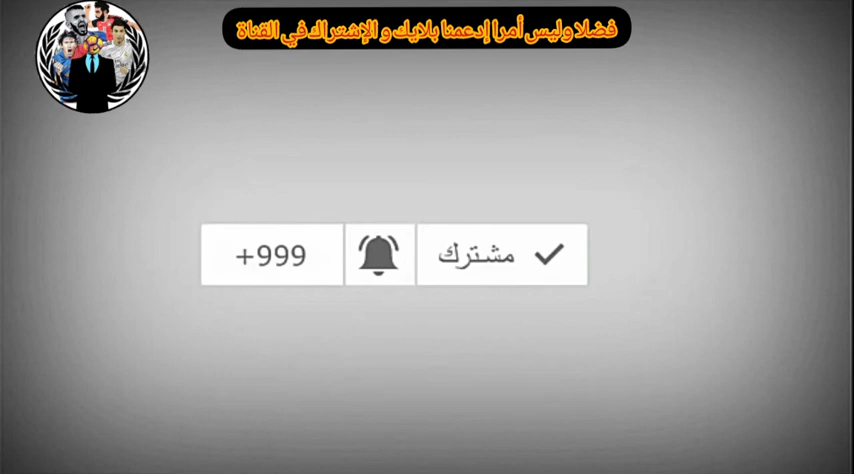 فضلا وليس أمرا إدعمنا بلايك و الإشتراك في القناة
+999
مشترك